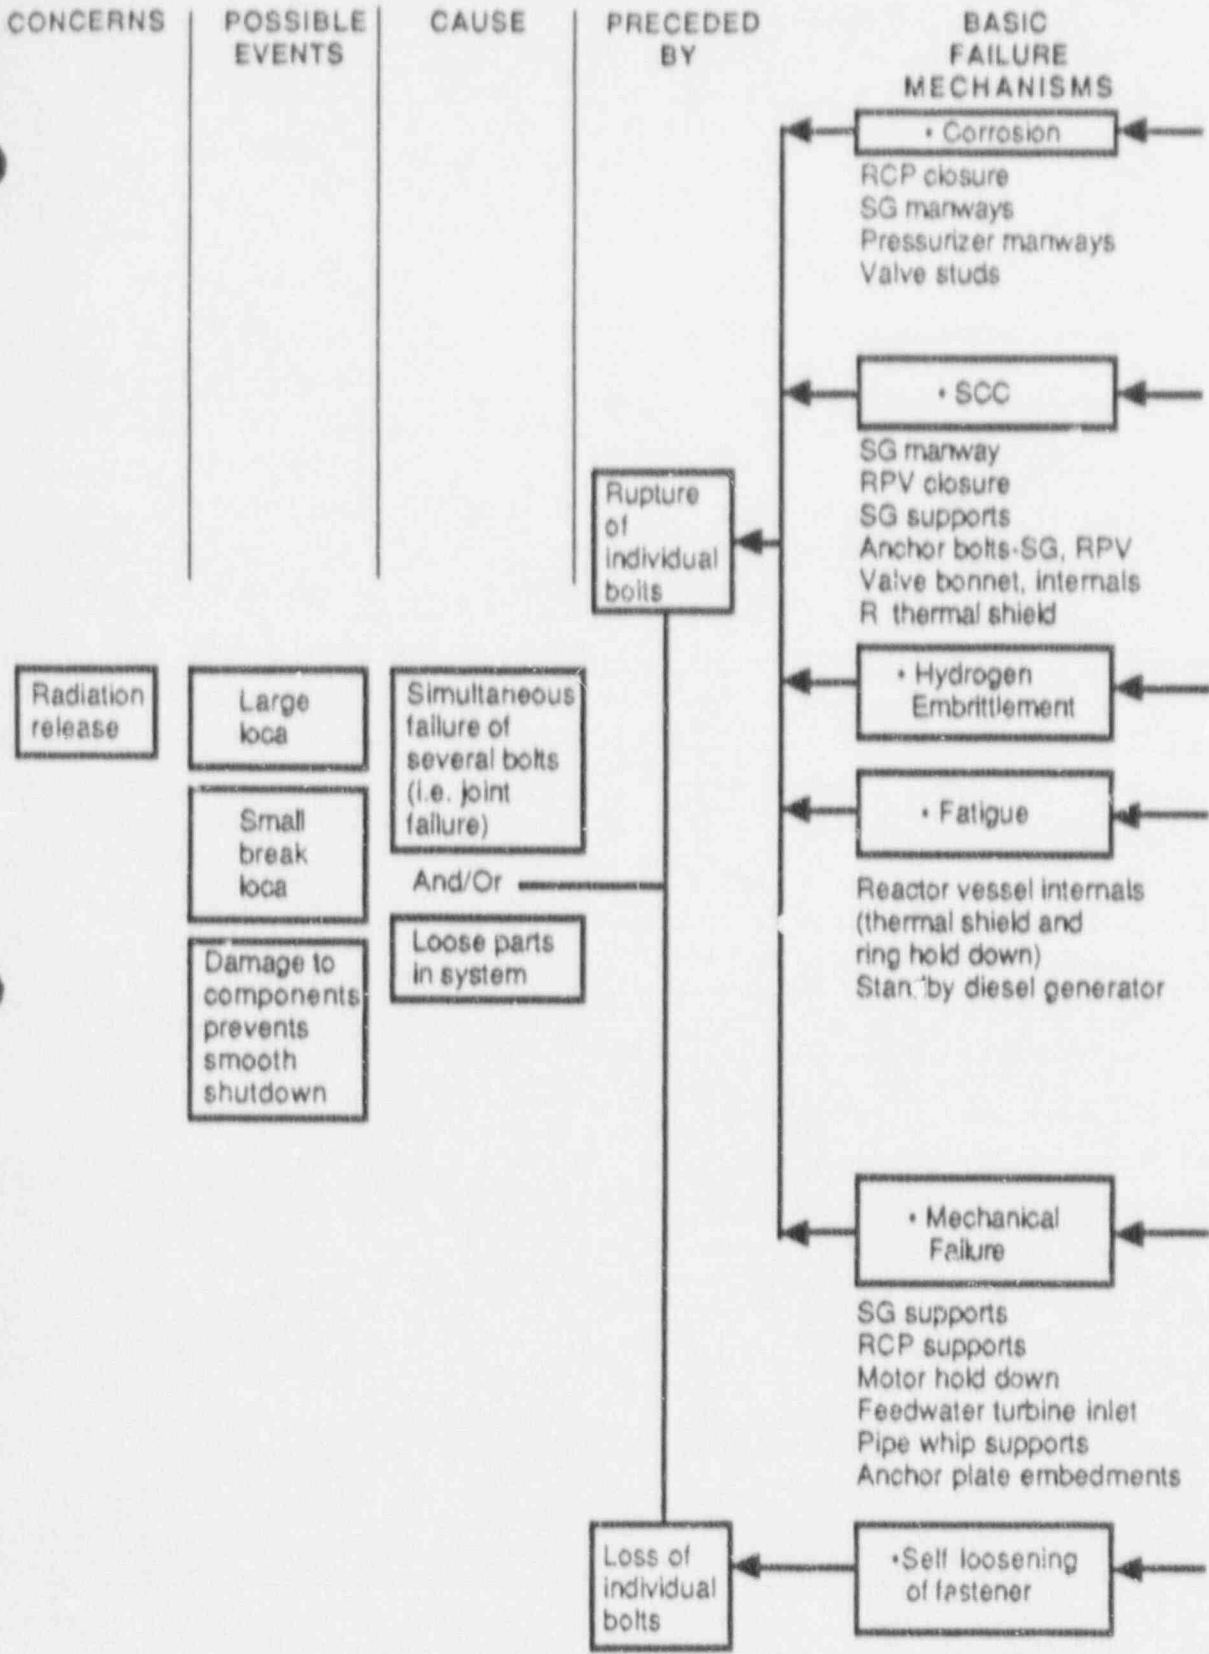 CONCERNS
POSSIBLE
EVENTS
CAUSE
PRECEDED
BY
BASIC
FAILURE
MECHANISMS
• Corrosion
RCP closure
SG manways
Pressurizer manways
Valve studs
• SCC
SG manway
RPV closure
SG supports
Anchor bolts-SG, RPV
Valve bonnet, internals
R thermal shield
Rupture
of
individual
bolts
• Hydrogen
Embrittlement
Radiation
release
Large
loca
Simultaneous
failure of
several bolts
(i.e. joint
failure)
• Fatigue
Small
break
loca
And/Or
Reactor vessel internals
(thermal shield and
ring hold down)
Standby diesel generator
Loose parts
in system
Damage to
components
prevents
smooth
shutdown
• Mechanical
Failure
SG supports
RCP supports
Motor hold down
Feedwater turbine inlet
Pipe whip supports
Anchor plate embedments
Loss of
individual
bolts
•Self loosening
of fastener